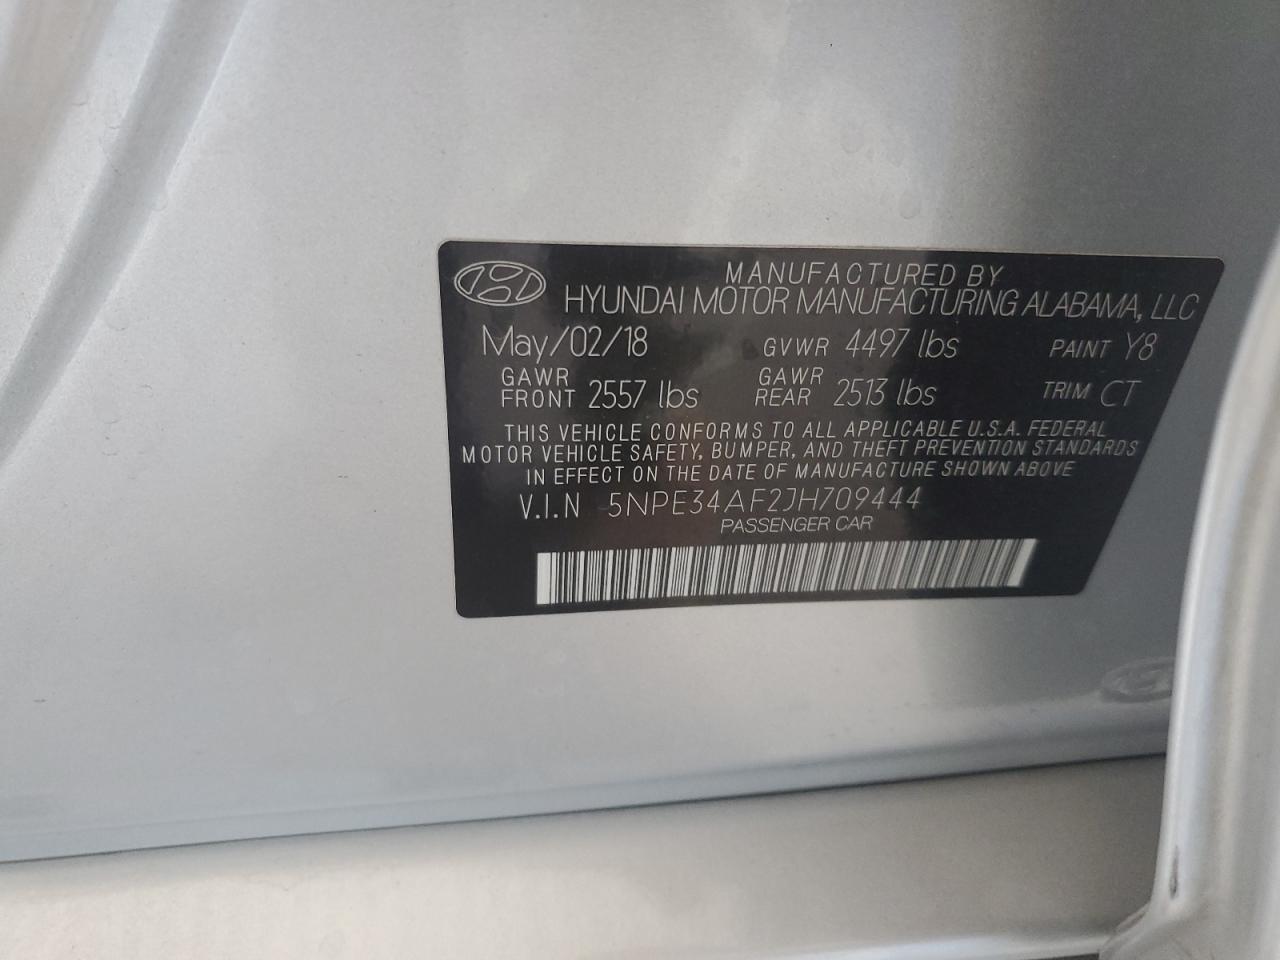 MANUFACTURED BY
HYUNDAI MOTOR MANUFACTURING ALABAMA, LLC
May/02/18 GVWR 4497 lbs PAINT Y8
GAWR FRONT 2557 lbs GAWR REAR 2513 lbs TRIM CT
THIS VEHICLE CONFORMS TO ALL APPLICABLE U.S.A. FEDERAL
MOTOR VEHICLE SAFETY, BUMPER, AND THEFT PREVENTION STANDARDS
IN EFFECT ON THE DATE OF MANUFACTURE SHOWN ABOVE
V.I.N 5NPE34AF2JH709444
PASSENGER CAR